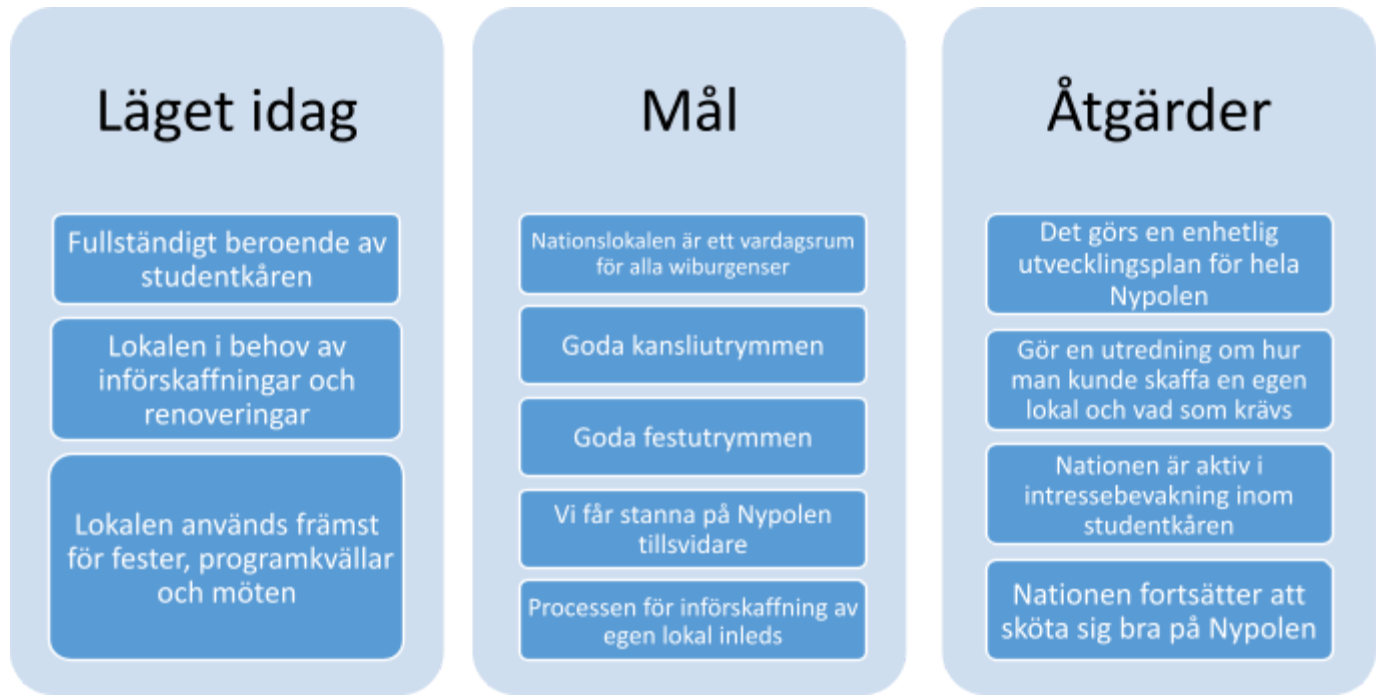 Läget idag
Fullständigt beroende av
studentkåren
Lokalen i behov av
införskaffningar och
renoveringar
Lokalen används främst
för fester, programkvällar
och möten
Mål
Nationslokalen är ett vardagsrum
för alla wiburgenser
Goda kansliutrymmen
Goda festutrymmen
Vi får stanna på Nypolen
tillsvidare
Processen för införskaffning av
egen lokal inleds
Åtgärder
Det görs en enhetlig
utvecklingsplan för hela
Nypolen
Gör en utredning om hur
man kunde skaffa en egen
lokal och vad som krävs
Nationen är aktiv i
intressebevakning inom
studentkåren
Nationen fortsätter att
sköta sig bra på Nypolen